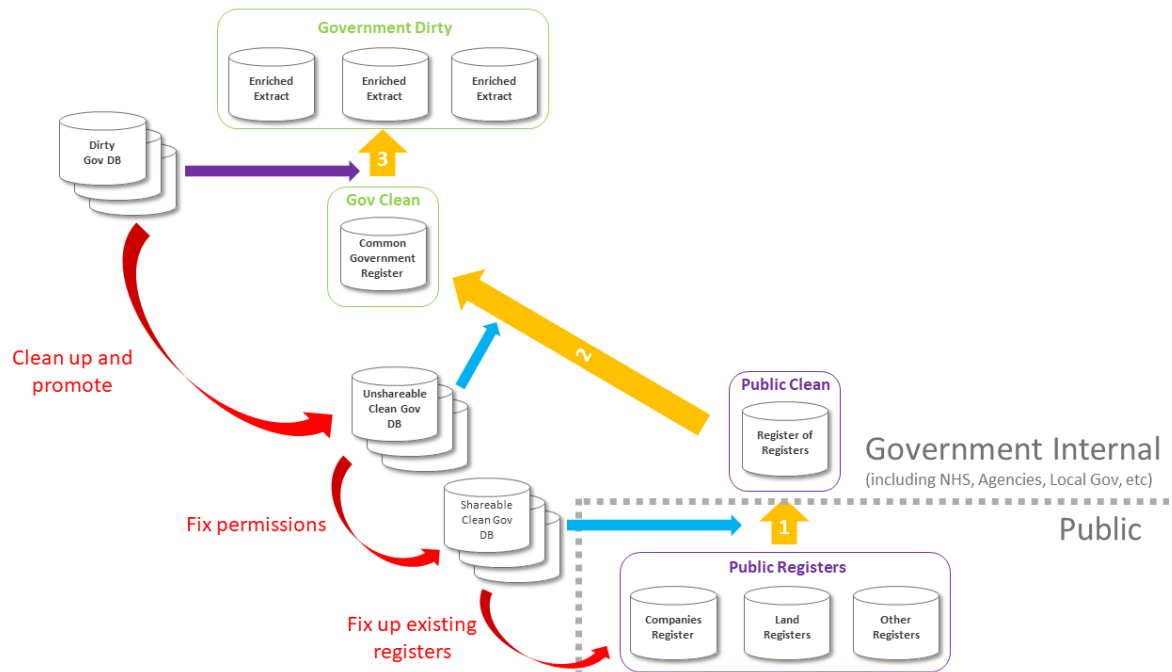 Government Dirty
Enriched
Extract
Enriched
Extract
Enriched
Extract
Dirty
Gov DB
3
Gov Clean
Common
Government
Register
Clean up and
promote
2
Unshareable
Clean Gov
DB
Public Clean
Register of
Registers
Government Internal
(including NHS, Agencies, Local Gov, etc)
Fix permissions
Shareable
Clean Gov
DB
1
Public
Public Registers
Companies
Register
Land
Registers
Other
Registers
Fix up existing
registers